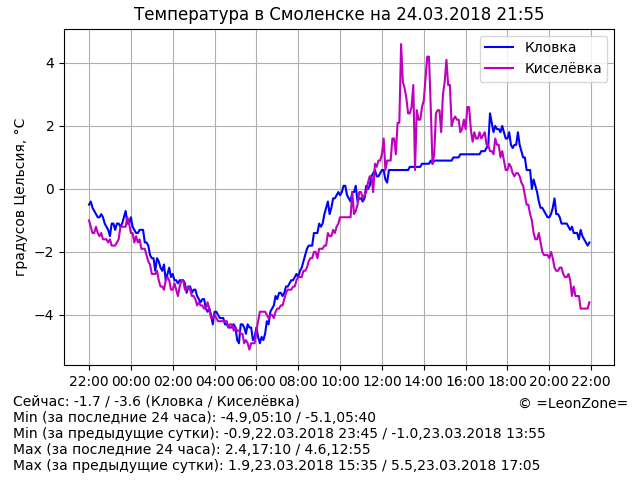 Температура в Смоленске на 24.03.2018 21:55
Кловка
Киселёвка
градусов Цельсия, °C
4
2
0
−2
−4
22:00 00:00 02:00 04:00 06:00 08:00 10:00 12:00 14:00 16:00 18:00 20:00 22:00
Сейчас: -1.7 / -3.6 (Кловка / Киселёвка)
© =LeonZone=
Min (за последние 24 часа): -4.9,05:10 / -5.1,05:40
Min (за предыдущие сутки): -0.9,22.03.2018 23:45 / -1.0,23.03.2018 13:55
Max (за последние 24 часа): 2.4,17:10 / 4.6,12:55
Max (за предыдущие сутки): 1.9,23.03.2018 15:35 / 5.5,23.03.2018 17:05